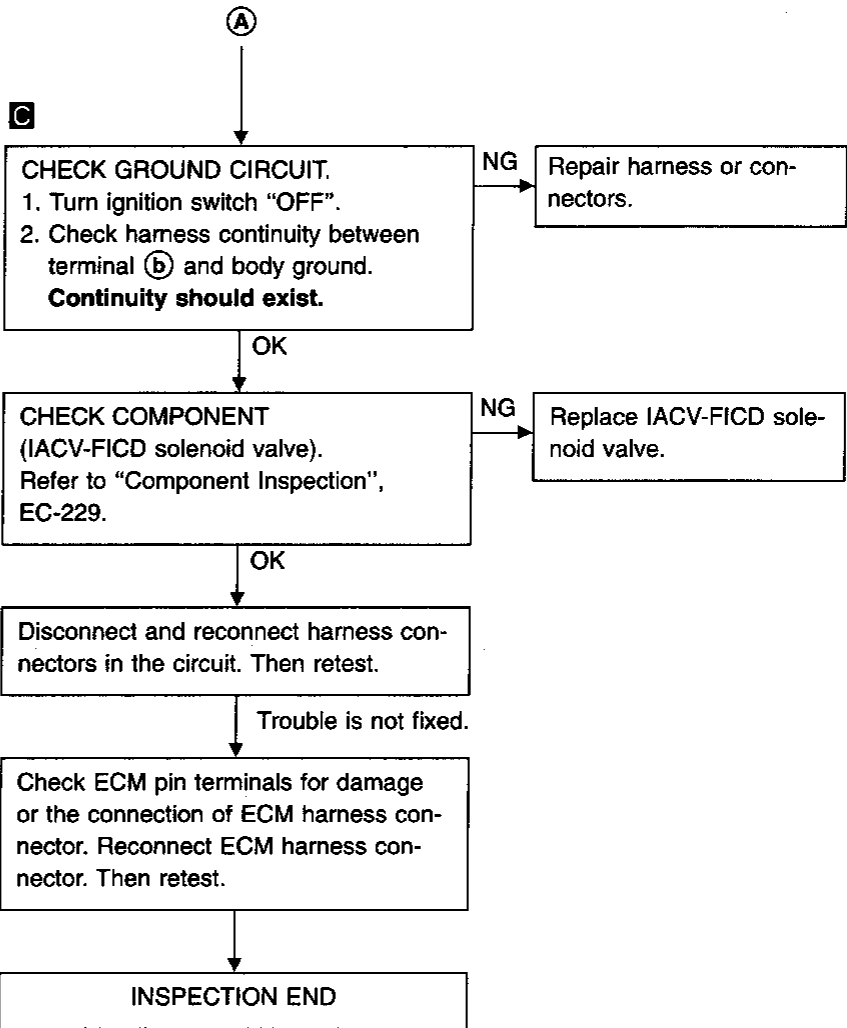 A
C
CHECK GROUND CIRCUIT.
1. Turn ignition switch “OFF”.
2. Check harness continuity between
terminal b and body ground.
Continuity should exist.
NG
Repair harness or con-
nectors.
OK
CHECK COMPONENT
(IACV-FICD solenoid valve).
Refer to “Component Inspection”,
EC-229.
NG
Replace IACV-FICD sole-
noid valve.
OK
Disconnect and reconnect harness con-
nectors in the circuit. Then retest.
Trouble is not fixed.
Check ECM pin terminals for damage
or the connection of ECM harness con-
nector. Reconnect ECM harness con-
nector. Then retest.
INSPECTION END